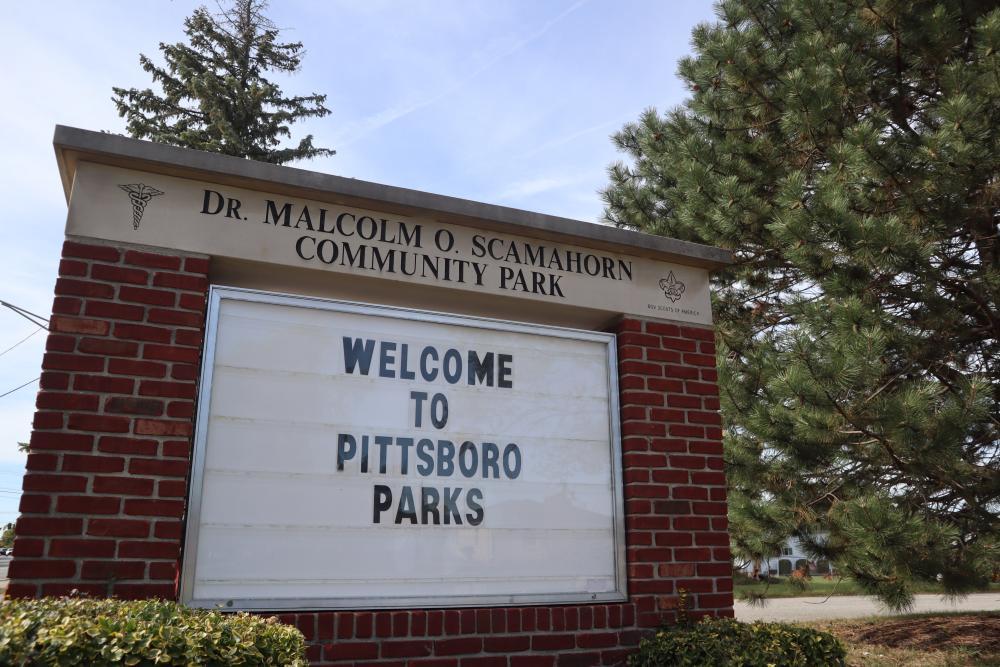 DR. MALCOLM O. SCAMAHORN
COMMUNITY PARK
BOY SCOUTS OF AMERICA
WELCOME
TO
PITTSBORO
PARKS